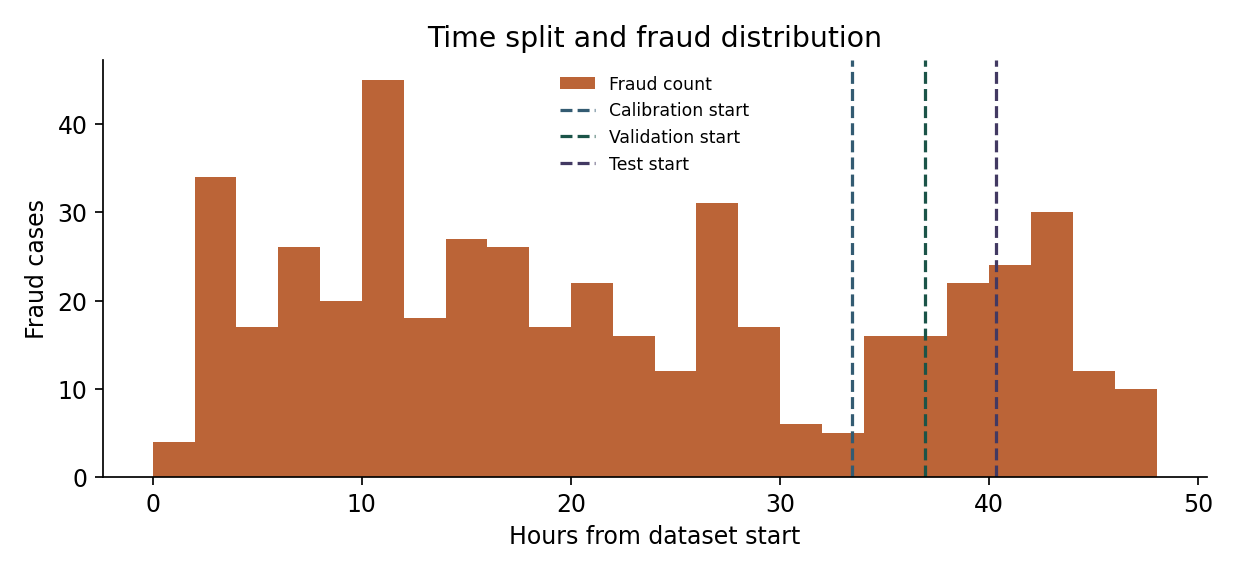 Time split and fraud distribution
Fraud count
Calibration start
Validation start
Test start
Fraud cases
40
30
20
10
0
0 10 20 30 40 50
Hours from dataset start